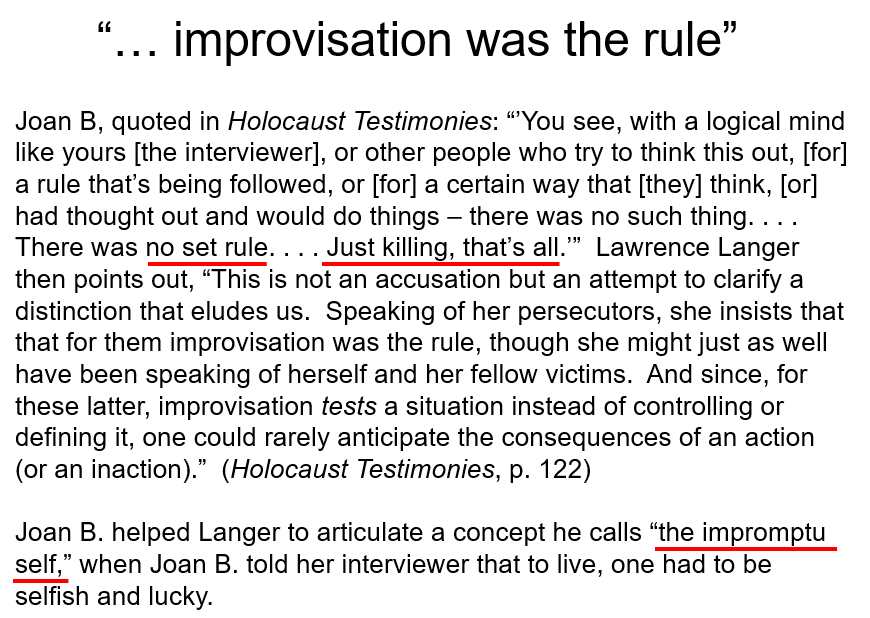 “… improvisation was the rule”
Joan B, quoted in Holocaust Testimonies: “’You see, with a logical mind
like yours [the interviewer], or other people who try to think this out, [for]
a rule that’s being followed, or [for] a certain way that [they] think, [or]
had thought out and would do things – there was no such thing. . . .
There was no set rule. . . . Just killing, that’s all.’”  Lawrence Langer
then points out, “This is not an accusation but an attempt to clarify a
distinction that eludes us.  Speaking of her persecutors, she insists that
that for them improvisation was the rule, though she might just as well
have been speaking of herself and her fellow victims.  And since, for
these latter, improvisation tests a situation instead of controlling or
defining it, one could rarely anticipate the consequences of an action
(or an inaction).”  (Holocaust Testimonies, p. 122)
Joan B. helped Langer to articulate a concept he calls “the impromptu
self,” when Joan B. told her interviewer that to live, one had to be
selfish and lucky.